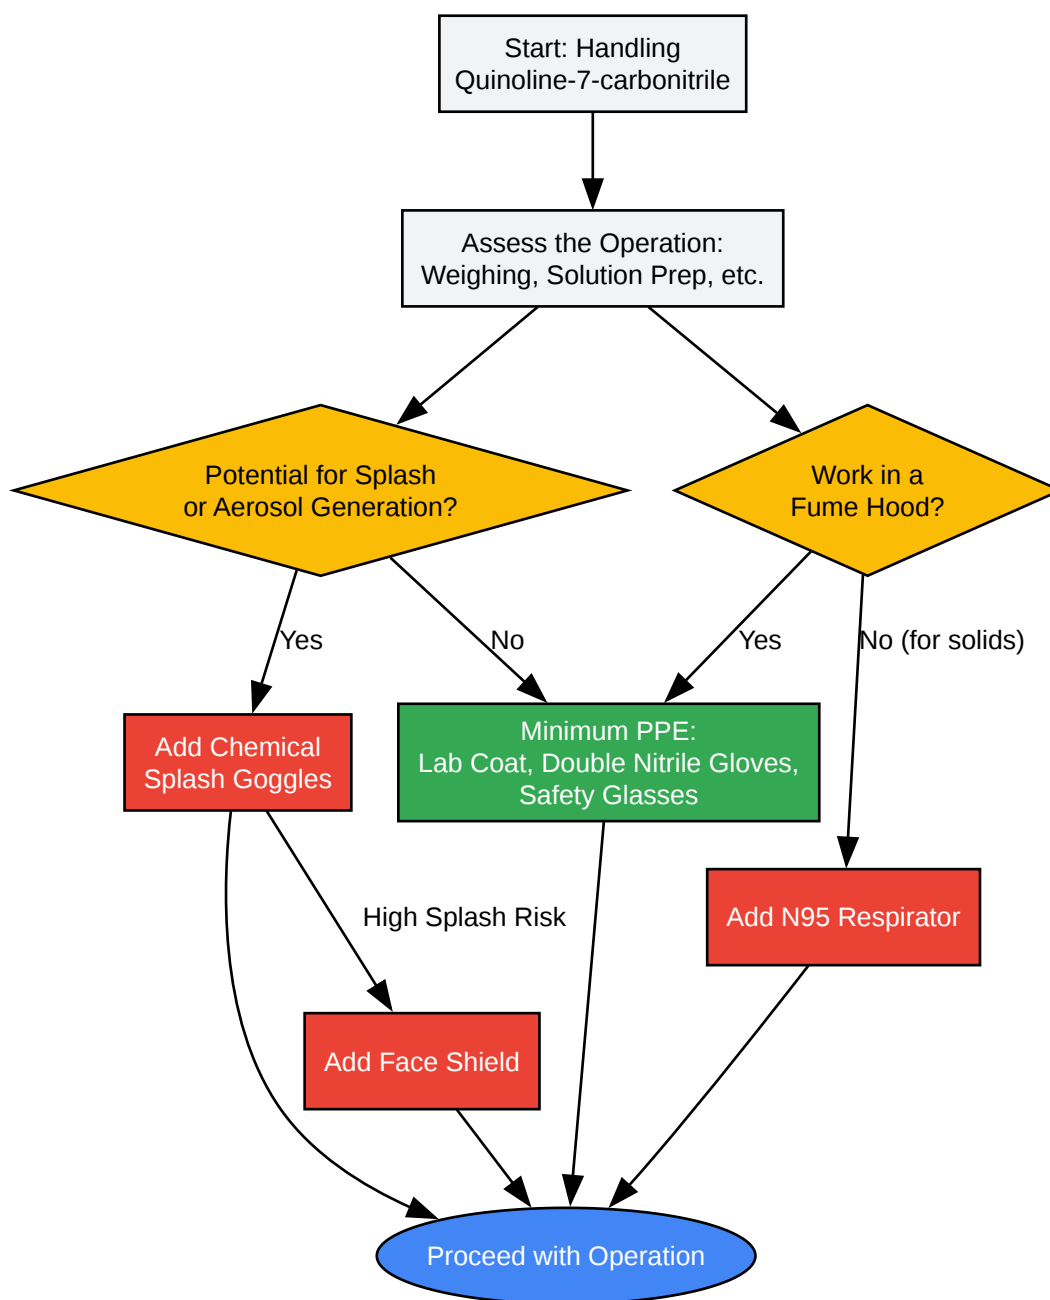 Start: Handling
Quinoline-7-carbonitrile
Assess the Operation:
Weighing, Solution Prep, etc.
Potential for Splash
or Aerosol Generation?
Work in a
Fume Hood?
Yes
No
Yes
No (for solids)
Add Chemical
Splash Goggles
Minimum PPE:
Lab Coat, Double Nitrile Gloves,
Safety Glasses
High Splash Risk
Add N95 Respirator
Add Face Shield
Proceed with Operation